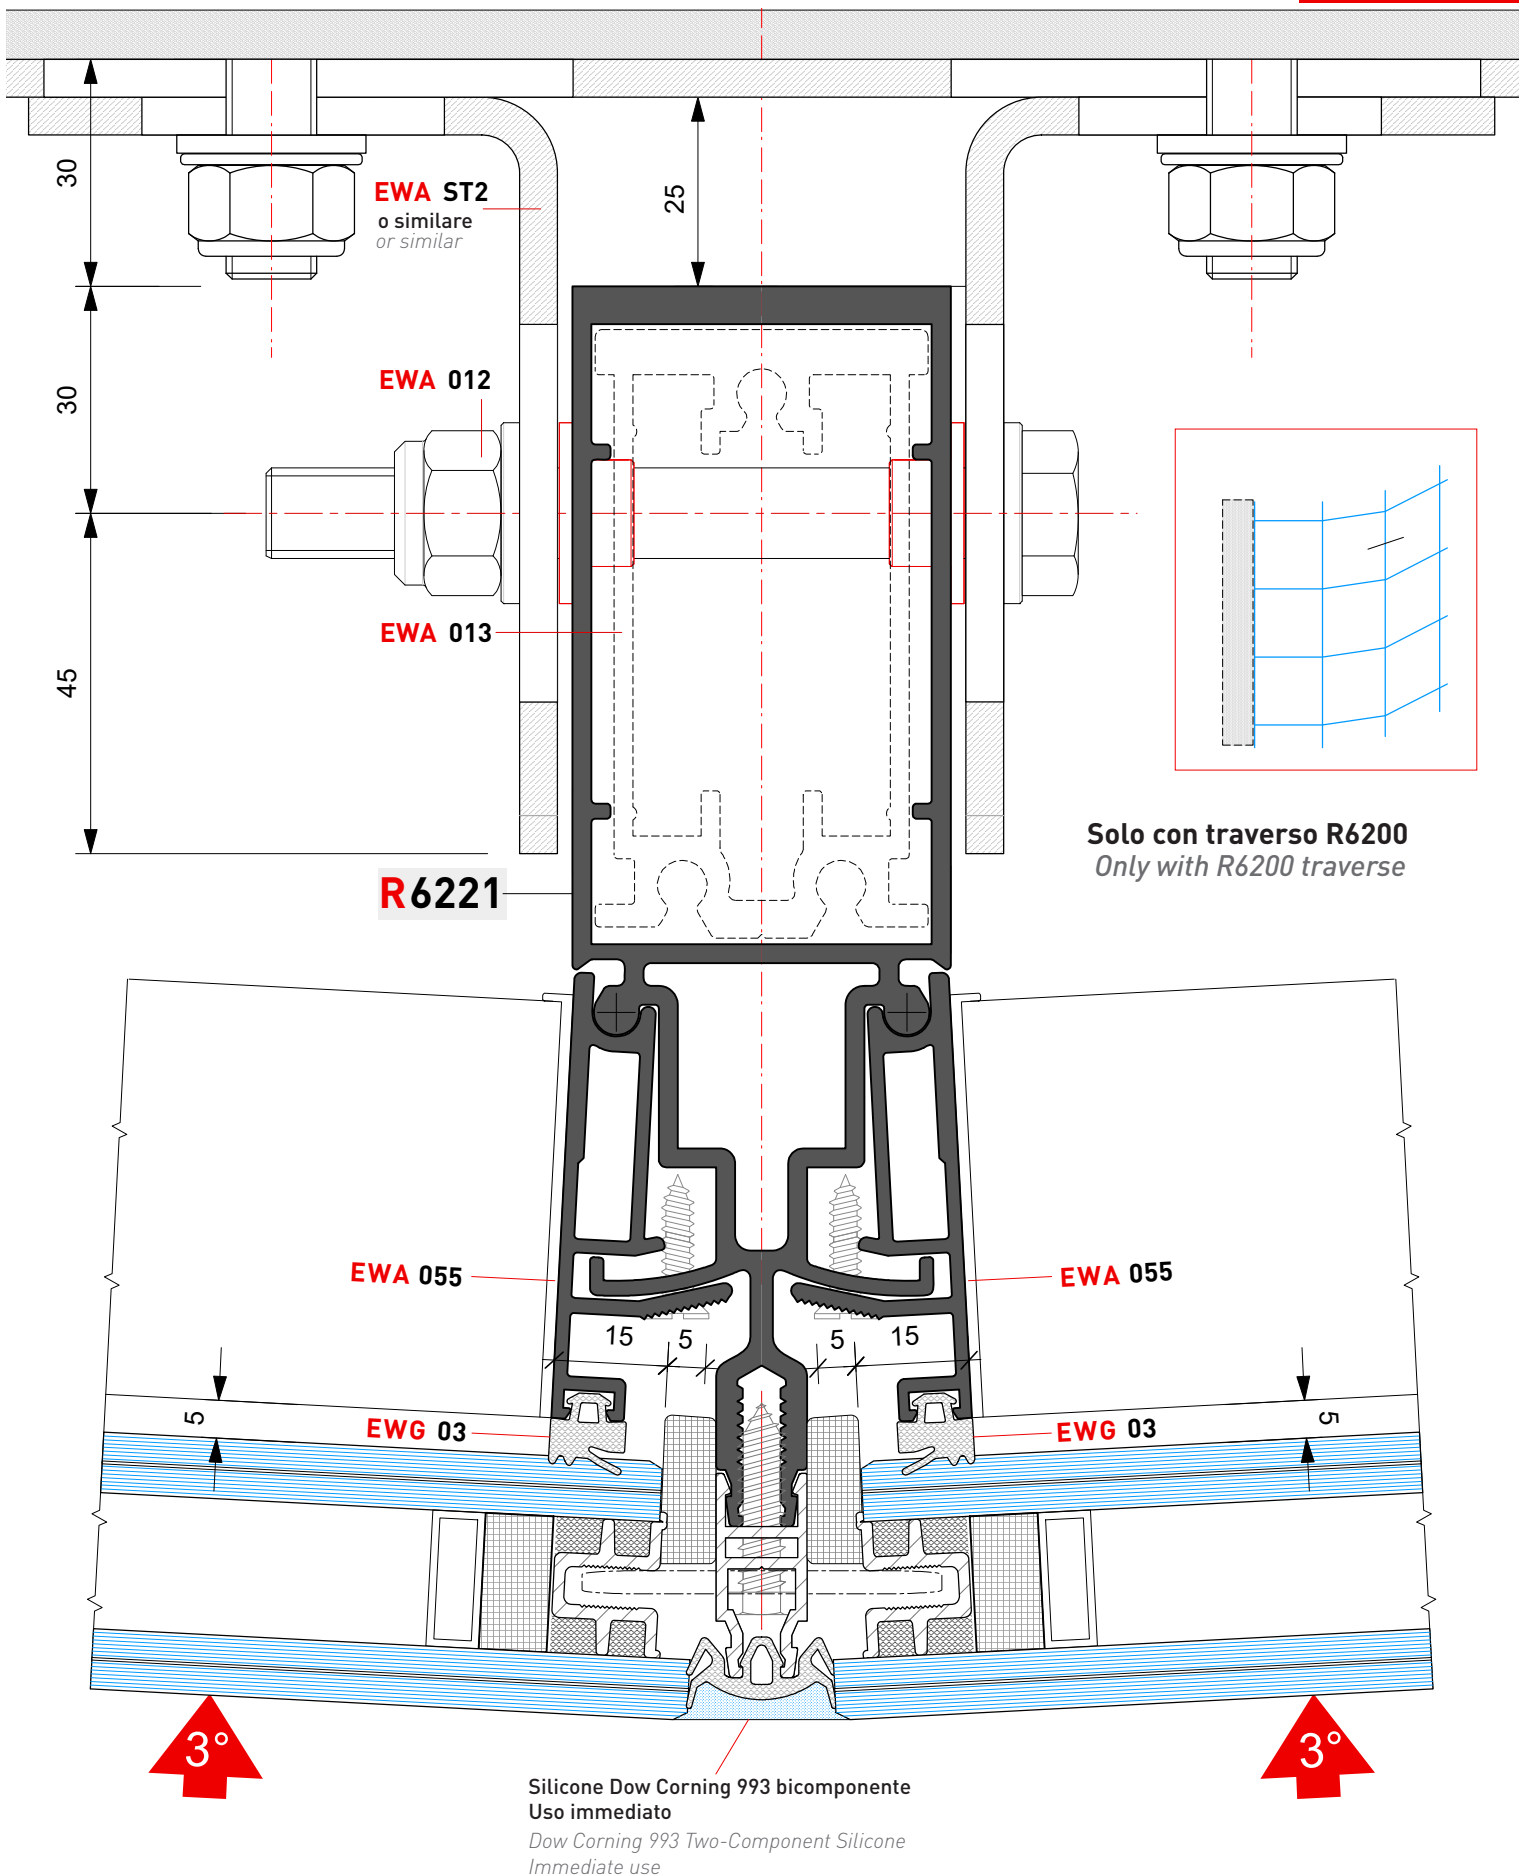 30
25
EWA ST2
o similare
or similar
30
EWA 012
EWA 013
45
Solo con traverso R6200
Only with R6200 traverse
R6221
EWA 055
EWA 055
15
5
5
15
5
EWG 03
EWG 03
5
3°
3°
Silicone Dow Corning 993 bicomponente
Uso immediato
Dow Corning 993 Two-Component Silicone
Immediate use